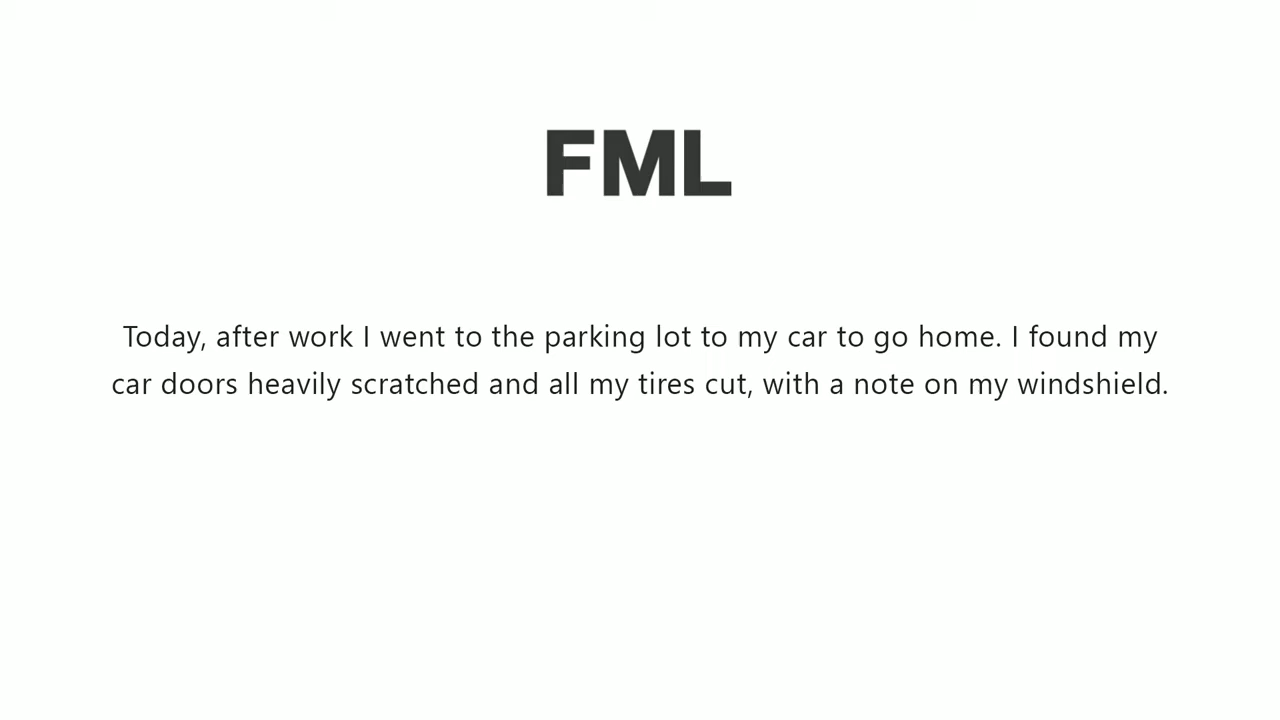 FML
Today, after work I went to the parking lot to my car to go home. I found my
car doors heavily scratched and all my tires cut, with a note on my windshield.